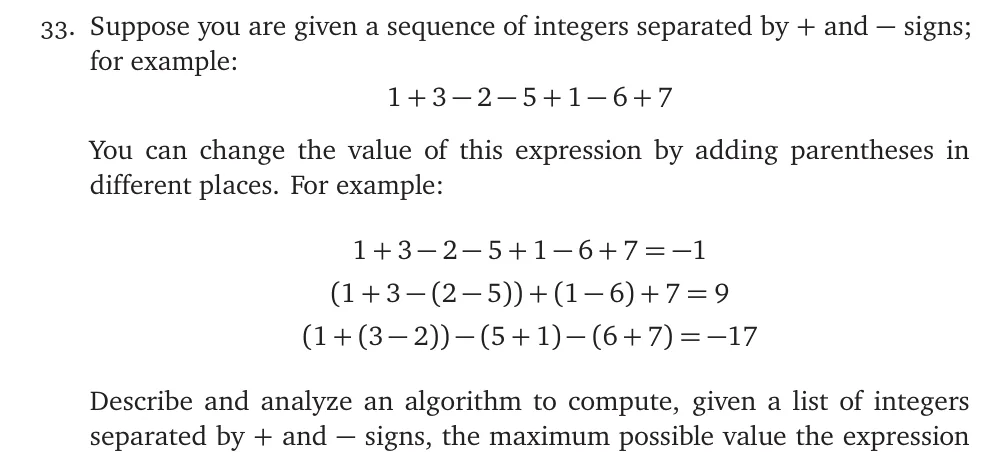 33. Suppose you are given a sequence of integers separated by + and − signs;
for example:
1+3−2−5+1−6+7
You can change the value of this expression by adding parentheses in
different places. For example:
1+3−2−5+1−6+7=−1
(1+3−(2−5))+(1−6)+7=9
(1+(3−2))−(5+1)−(6+7)=−17
Describe and analyze an algorithm to compute, given a list of integers
separated by + and − signs, the maximum possible value the expression